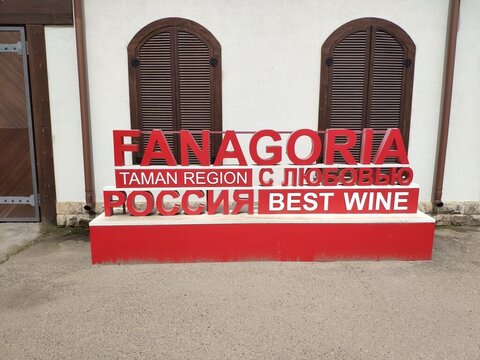 FANAGORIA
TAMAN REGION С ЛЮБОВЬЮ
РОССИЯ BEST WINE